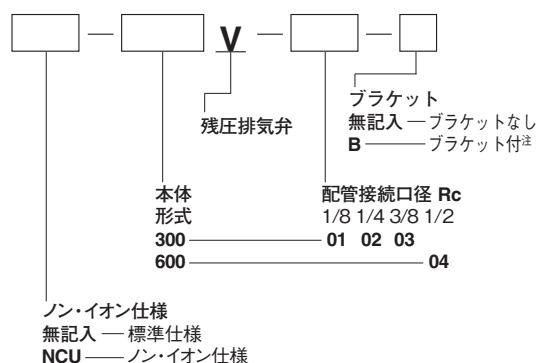 V
残圧排気弁
ブラケット
無記入 ブラケットなし
B ブラケット付注
本体
形式
300
600
配管接続口径 Rc
1/8 1/4 3/8 1/2
01 02 03
04
ノン・イオン仕様
無記入 標準仕様
NCU ノン・イオン仕様